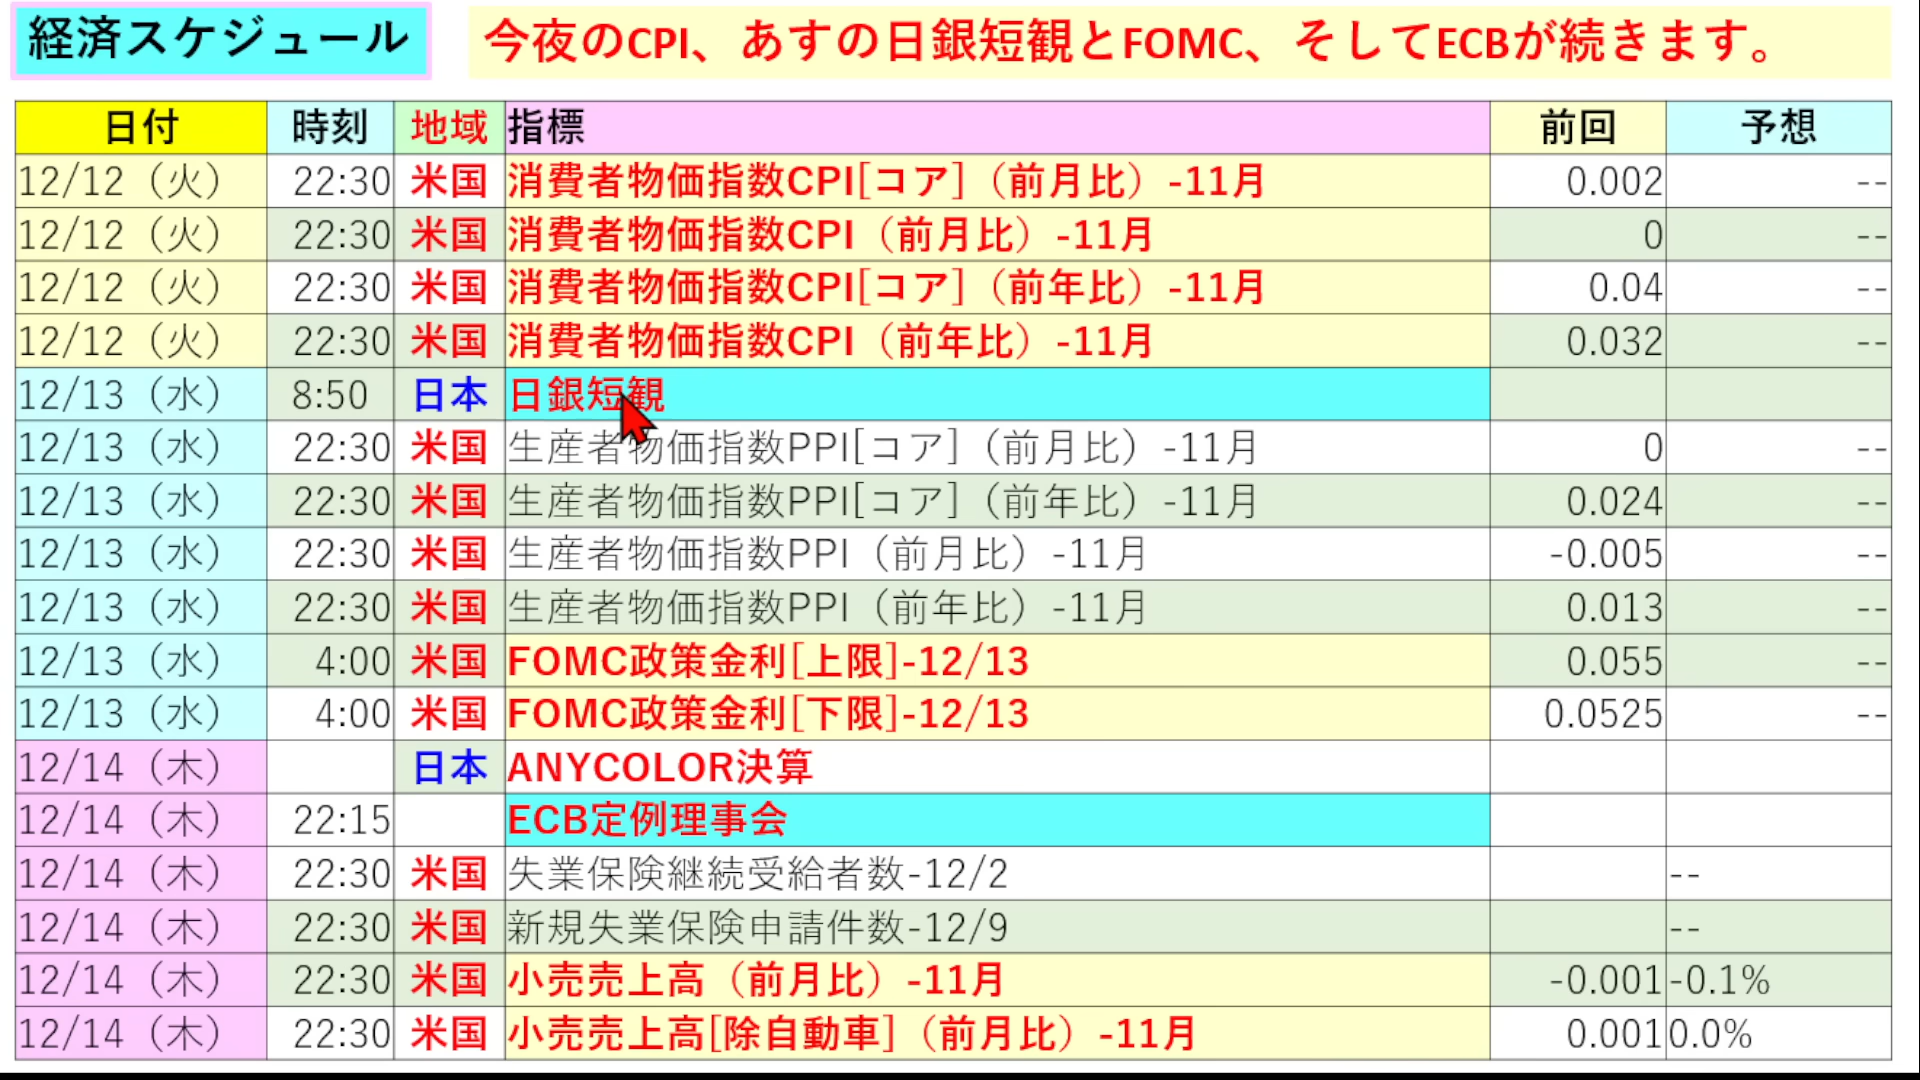 経済スケジュール
今夜のCPI、あすの日銀短観とFOMC、そしてECBが続きます。
日付 時刻 地域 指標 前回 予想
12/12（火） 22:30 米国 消費者物価指数CPI[コア]（前月比）-11月 0.002 --
12/12（火） 22:30 米国 消費者物価指数CPI（前月比）-11月 0 --
12/12（火） 22:30 米国 消費者物価指数CPI[コア]（前年比）-11月 0.04 --
12/12（火） 22:30 米国 消費者物価指数CPI（前年比）-11月 0.032 --
12/13（水） 8:50 日本 日銀短観
12/13（水） 22:30 米国 生産者物価指数PPI[コア]（前月比）-11月 0 --
12/13（水） 22:30 米国 生産者物価指数PPI[コア]（前年比）-11月 0.024 --
12/13（水） 22:30 米国 生産者物価指数PPI（前月比）-11月 -0.005 --
12/13（水） 22:30 米国 生産者物価指数PPI（前年比）-11月 0.013 --
12/13（水） 4:00 米国 FOMC政策金利[上限]-12/13 0.055 --
12/13（水） 4:00 米国 FOMC政策金利[下限]-12/13 0.0525 --
12/14（木） 日本 ANYCOLOR決算
12/14（木） 22:15 ECB定例理事会
12/14（木） 22:30 米国 失業保険継続受給者数-12/2 --
12/14（木） 22:30 米国 新規失業保険申請件数-12/9 --
12/14（木） 22:30 米国 小売売上高（前月比）-11月 -0.001 -0.1%
12/14（木） 22:30 米国 小売売上高[除自動車]（前月比）-11月 0.001 0.0%